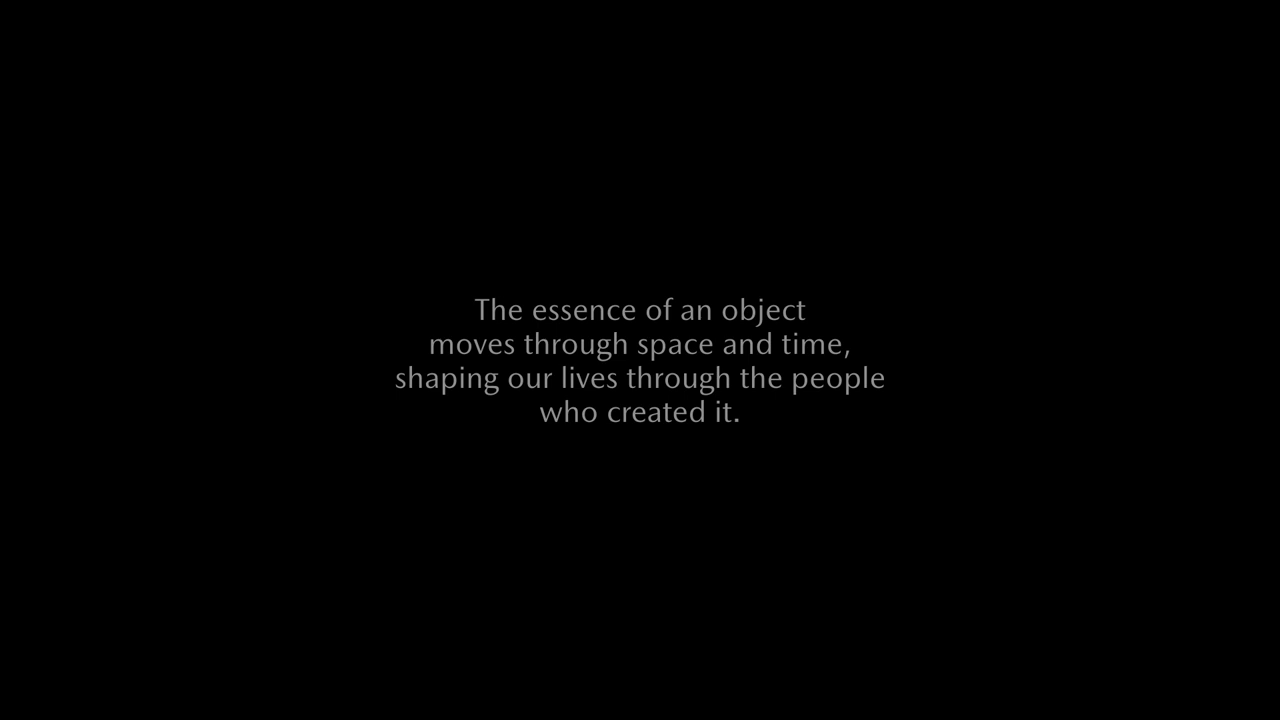 The essence of an object
moves through space and time,
shaping our lives through the people
who created it.